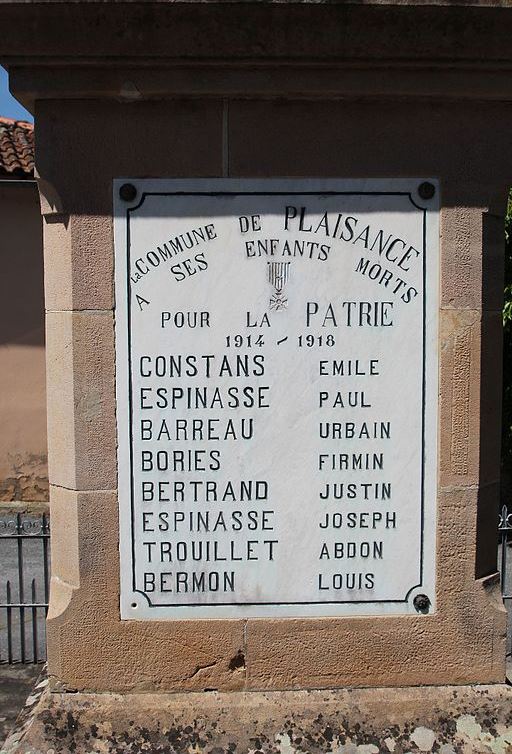 La COMMUNE DE PLAISANCE
A SES ENFANTS MORTS
POUR LA PATRIE
1914 - 1918
CONSTANS EMILE
ESPINASSE PAUL
BARREAU URBAIN
BORIES FIRMIN
BERTRAND JUSTIN
ESPINASSE JOSEPH
TROUILLET ABDON
BERMON LOUIS